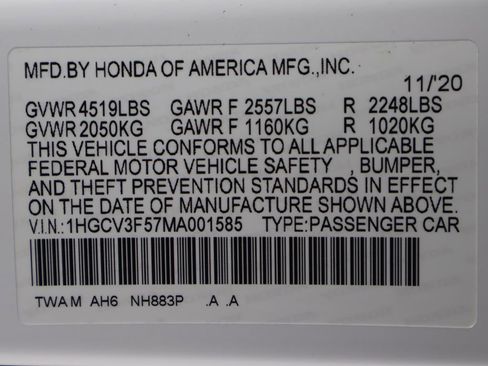 MFD.BY HONDA OF AMERICA MFG.,INC.
11/'20
GVWR 4519LBS GAWR F 2557LBS R 2248LBS
GVWR 2050KG GAWR F 1160KG R 1020KG
THIS VEHICLE CONFORMS TO ALL APPLICABLE
FEDERAL MOTOR VEHICLE SAFETY , BUMPER,
AND THEFT PREVENTION STANDARDS IN EFFECT
ON THE DATE OF MANUFACTURE SHOWN ABOVE.
V.I.N.: 1HGCV3F57MA001585 TYPE:PASSENGER CAR
TWA M AH6 NH883P .A .A